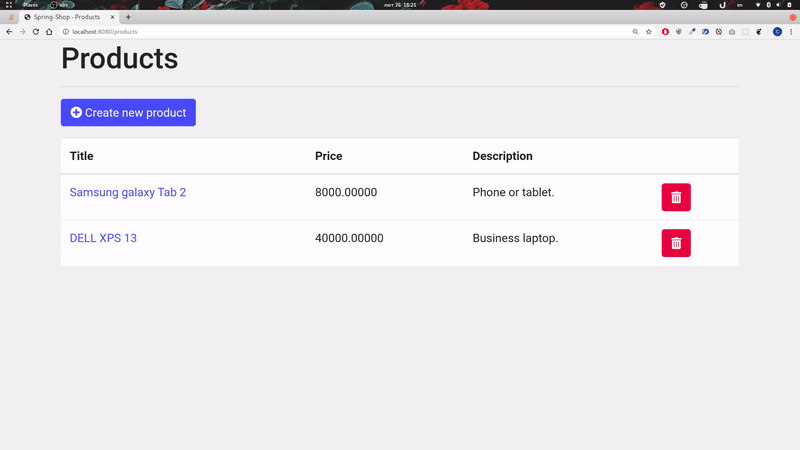 Places
obs
лют 26 18:21
en
Spring-Shop - Products
localhost:8080/products
C
Products
Create new product
Title Price Description
Samsung galaxy Tab 2 8000.00000 Phone or tablet.
DELL XPS 13 40000.00000 Business laptop.